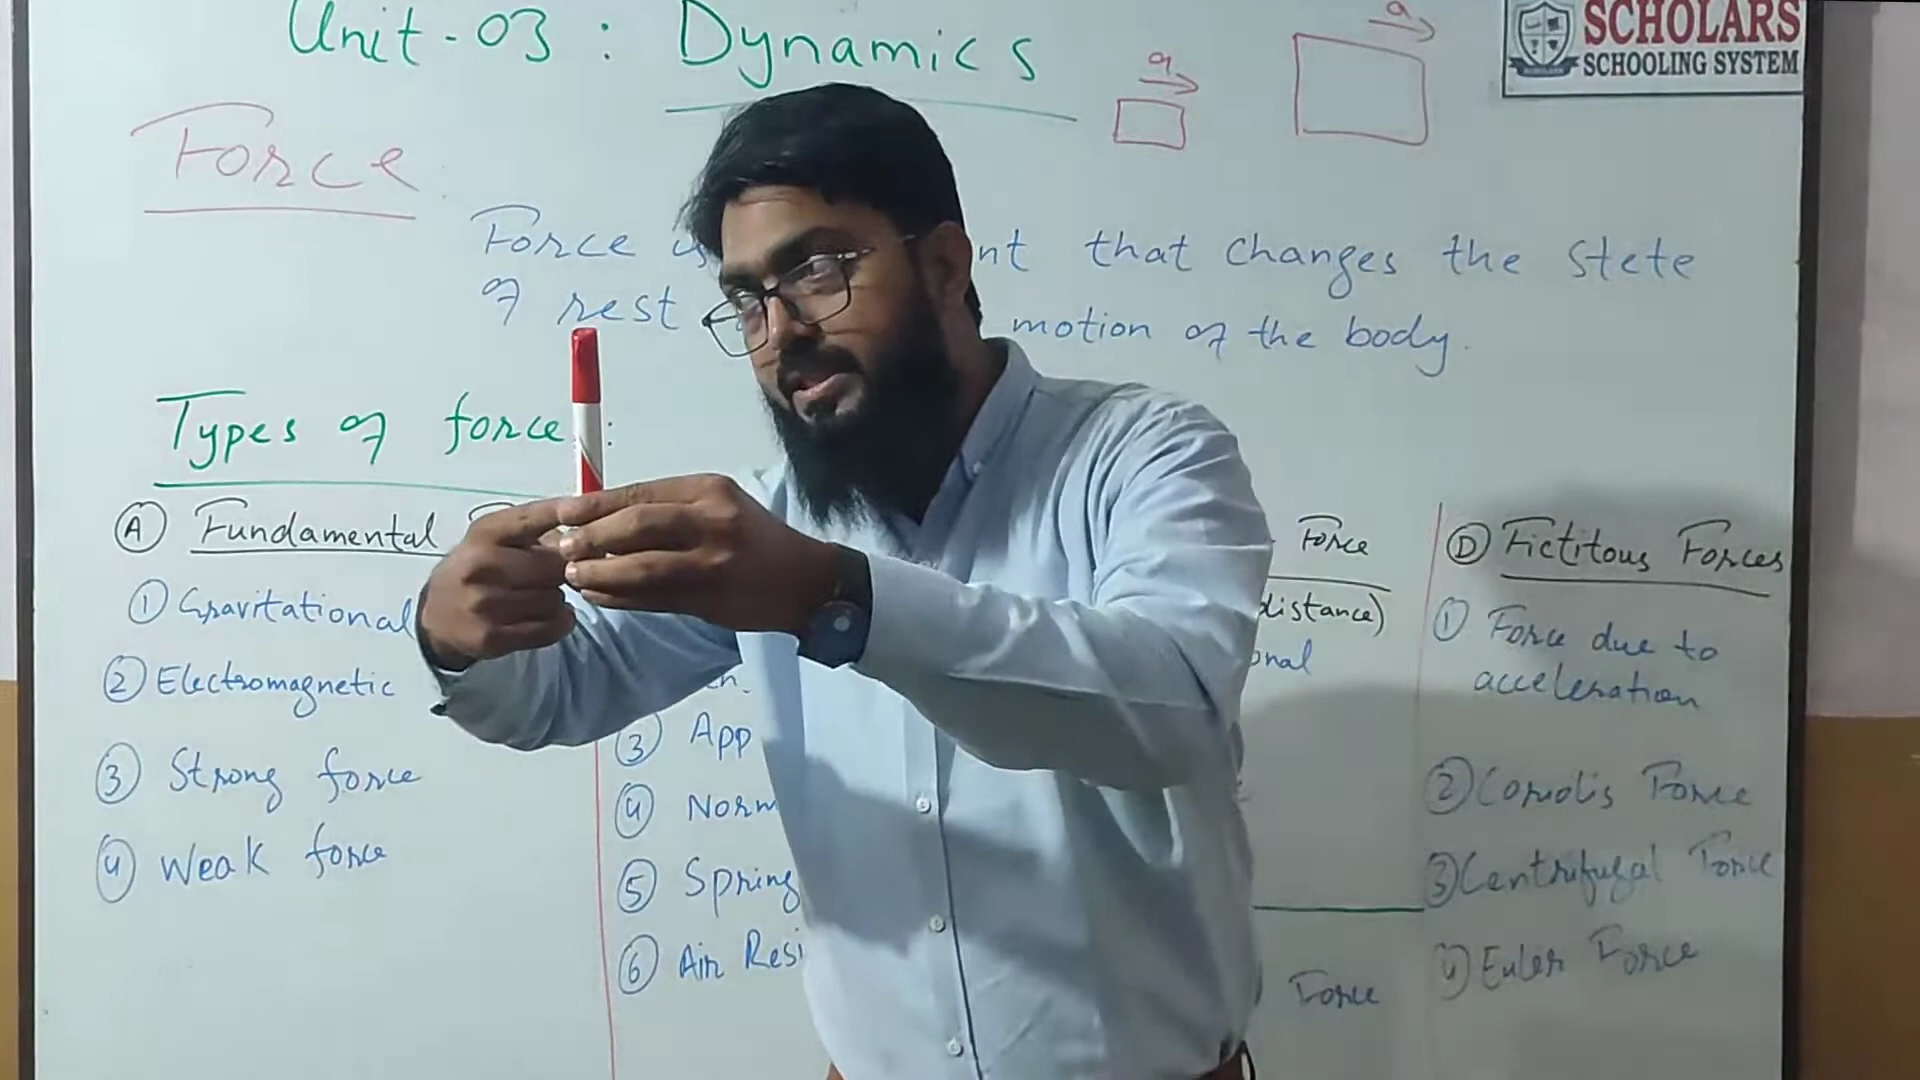 Unit-03 : Dynamics
a
a
SCHOLARS
SCHOOLING SYSTEM
Force
Force is nt that changes the stete
of rest motion of the body.
Types of force :
(A) Fundamental
① Gravitational
② Electromagnetic
③ Strong force
④ Weak force
③ App
④ Norm
⑤ Spring
⑥ Air Resi
Force
distance)
onal
Force
(D) Fictitous Forces
① Force due to
acceleration
② Coriolis Force
③ Centrifugal Force
④ Euler Force